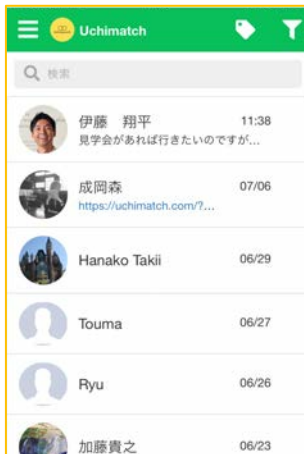 Uchimatch
検索
伊藤　翔平 11:38
見学会があれば行きたいのですが...
成岡森 07/06
https://uchimatch.com/?...
Hanako Takii 06/29
Touma 06/27
Ryu 06/26
加藤貴之 06/23